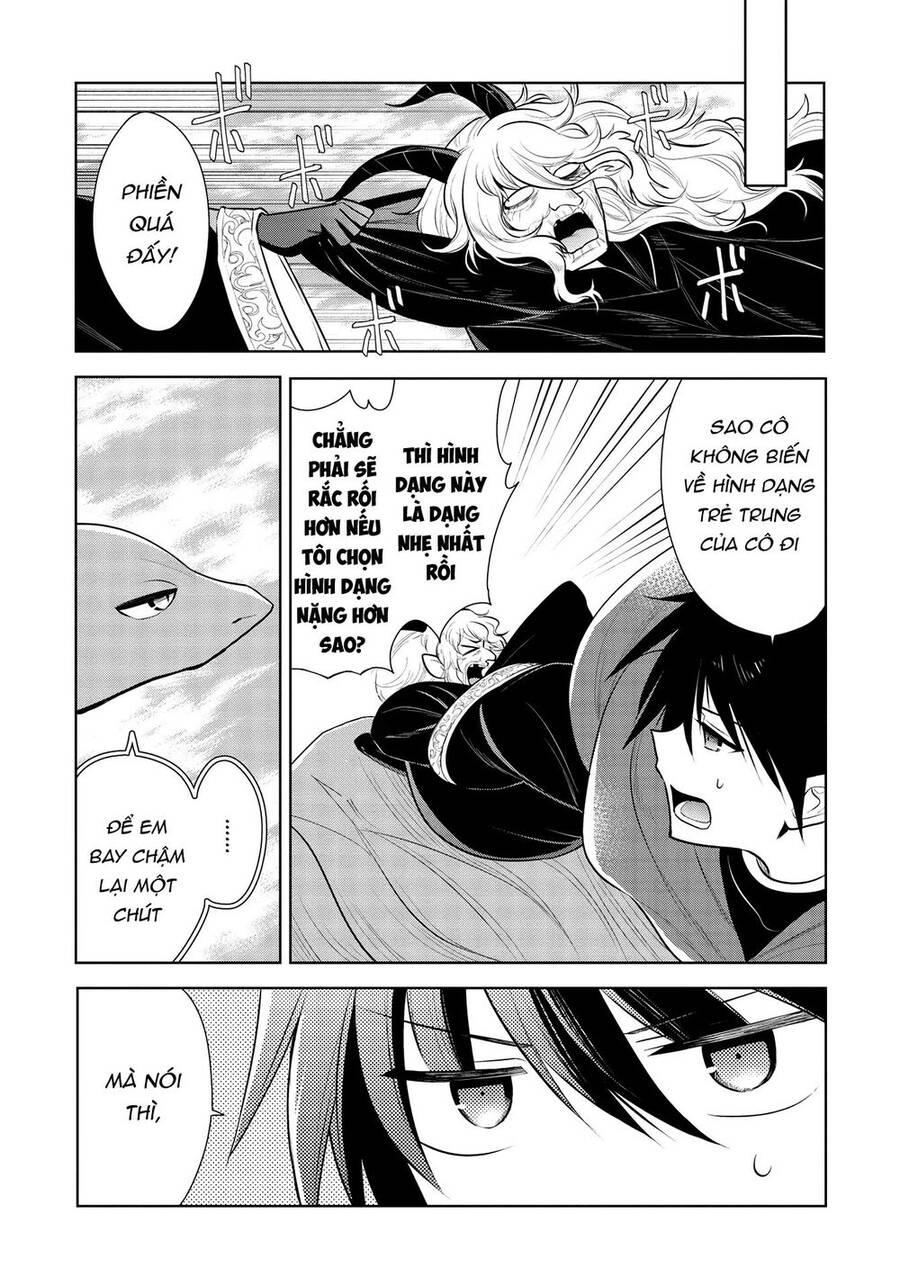 ボボボ
PHIỀN
QUÁ
ĐẤY!
ボボボ
SAO CÔ
KHÔNG BIẾN
VỀ HÌNH DẠNG
TRẺ TRUNG
CỦA CÔ ĐI
THÌ HÌNH
DẠNG NÀY
LÀ DẠNG
NHẸ NHẤT
RỒI
CHẲNG
PHẢI SẼ
RẮC RỐI
HƠN NẾU
TÔI CHỌN
HÌNH DẠNG
NẶNG HƠN
SAO?
.......
ĐỂ EM
BAY CHẬM
LẠI MỘT
CHÚT
MÀ NÓI
THÌ,